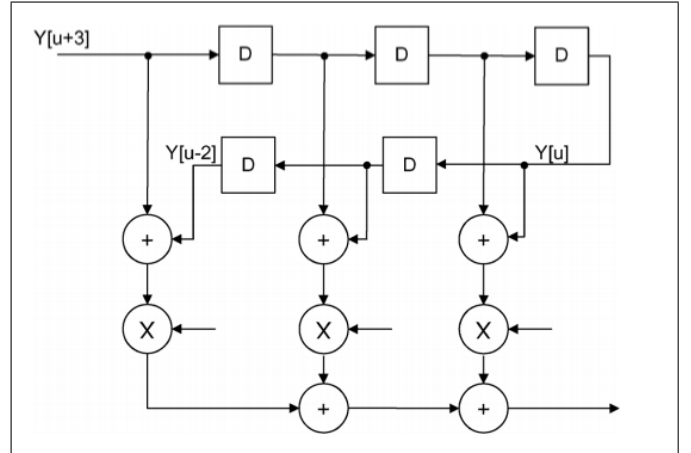 Y[u+3]
D D D
Y[u-2] D D Y[u]
+ + +
X X X
+ +